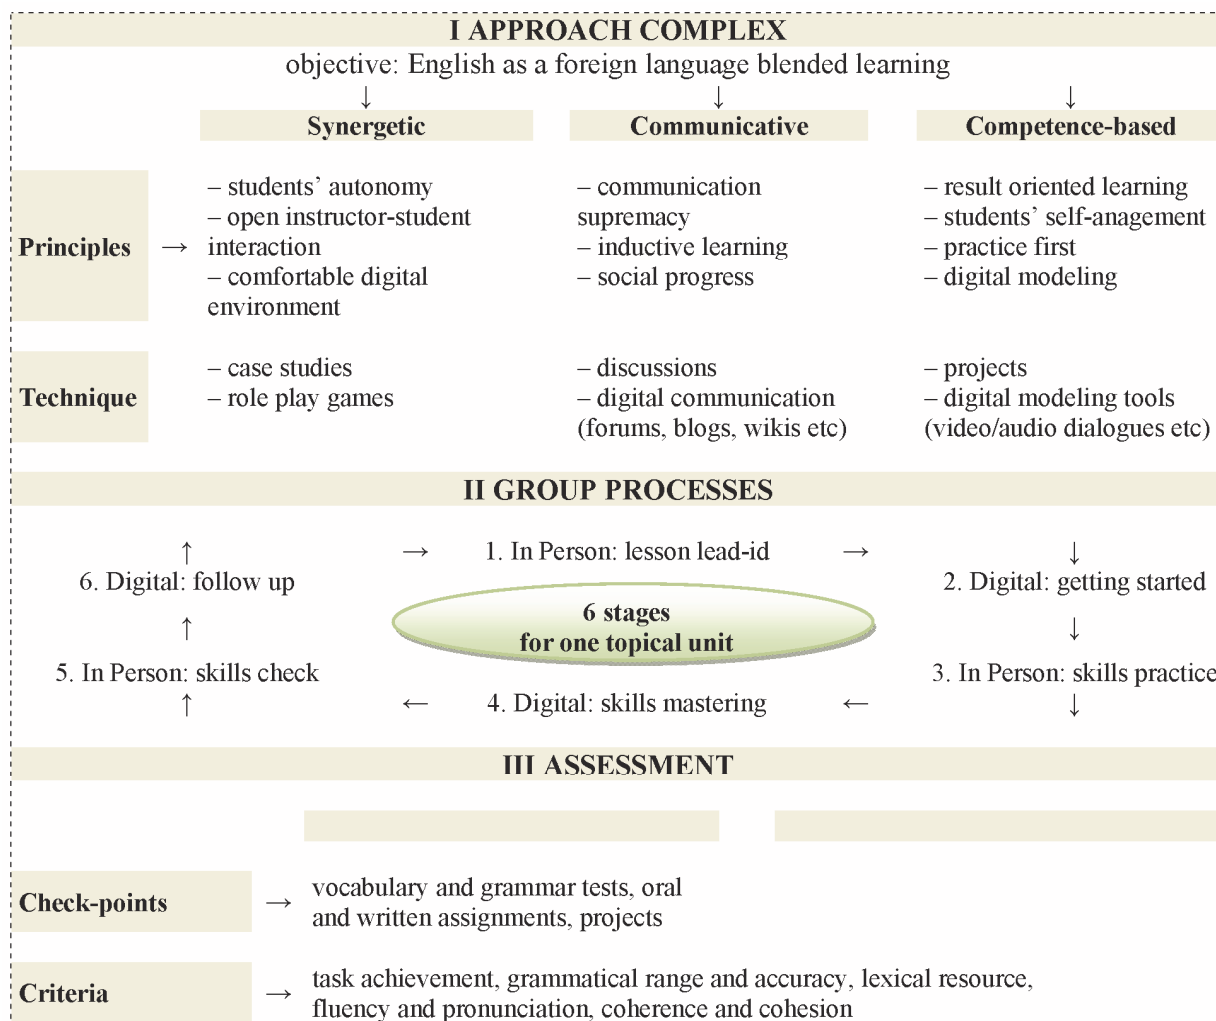 I APPROACH COMPLEX
objective: English as a foreign language blended learning
↓ ↓ ↓
Synergetic Communicative Competence-based
Principles →
– students’ autonomy
– open instructor-student
interaction
– comfortable digital
environment
– communication
supremacy
– inductive learning
– social progress
– result oriented learning
– students’ self-anagement
– practice first
– digital modeling
Technique
– case studies
– role play games
– discussions
– digital communication
(forums, blogs, wikis etc)
– projects
– digital modeling tools
(video/audio dialogues etc)
II GROUP PROCESSES
↑ → 1. In Person: lesson lead-id → ↓
6. Digital: follow up 2. Digital: getting started
6 stages
for one topical unit
↑ ↓
5. In Person: skills check 3. In Person: skills practice
↑ ← 4. Digital: skills mastering ← ↓
III ASSESSMENT
Check-points →
vocabulary and grammar tests, oral
and written assignments, projects
Criteria →
task achievement, grammatical range and accuracy, lexical resource,
fluency and pronunciation, coherence and cohesion